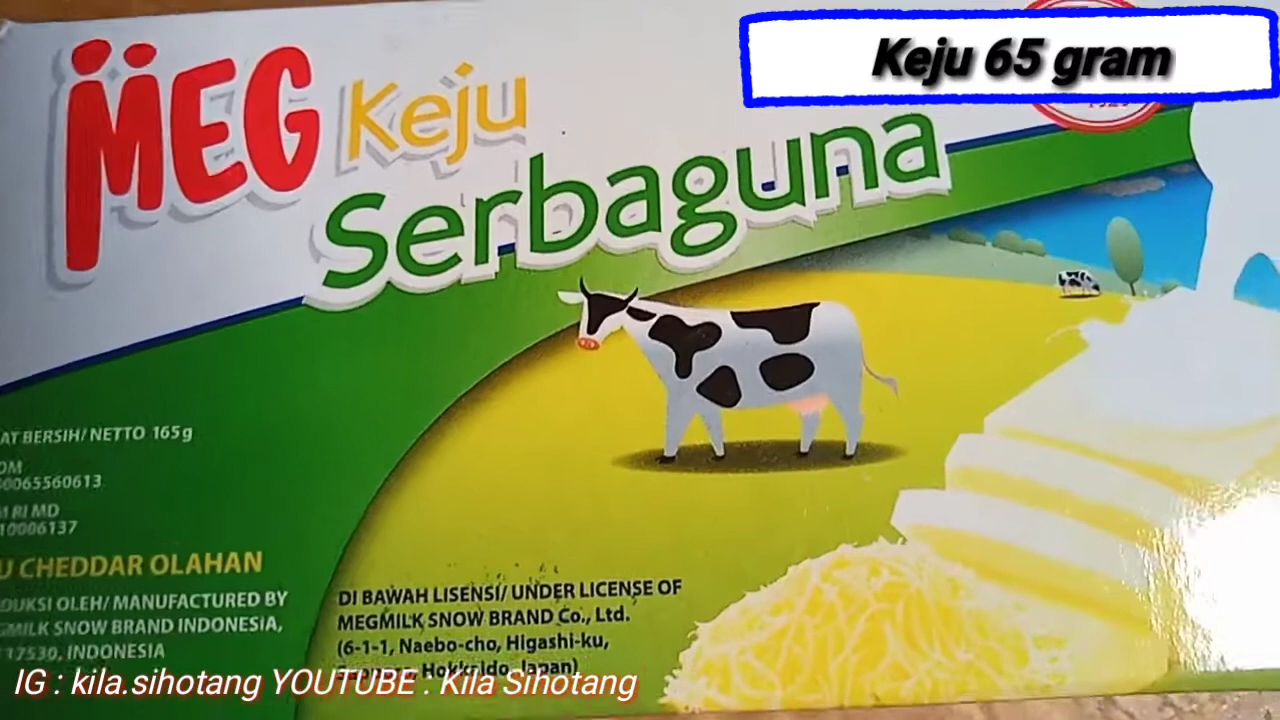 Keju 65 gram
MEG Keju
Serbaguna
AT BERSIH/ NETTO 165g
OM
00065560613
M RI MD
10006137
U CHEDDAR OLAHAN
DUKSI OLEH/ MANUFACTURED BY
GMILK SNOW BRAND INDONESIA,
17530, INDONESIA
DI BAWAH LISENSI/ UNDER LICENSE OF
MEGMILK SNOW BRAND Co., Ltd.
(6-1-1, Naebo-cho, Higashi-ku,
Sapporo, Hokkaido, Japan)
IG : kila.sihotang YOUTUBE : Kila Sihotang